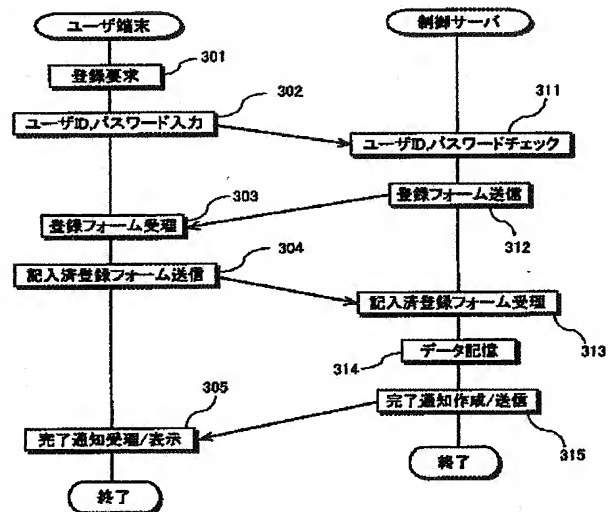 ユーザ端末
制御サーバ
301
登録要求
302
ユーザID,パスワード入力
311
ユーザID,パスワードチェック
303
登録フォーム送信
登録フォーム受理
312
304
記入済登録フォーム送信
記入済登録フォーム受理
313
データ記憶
314
305
完了通知作成/送信
完了通知受理/表示
315
終了
終了